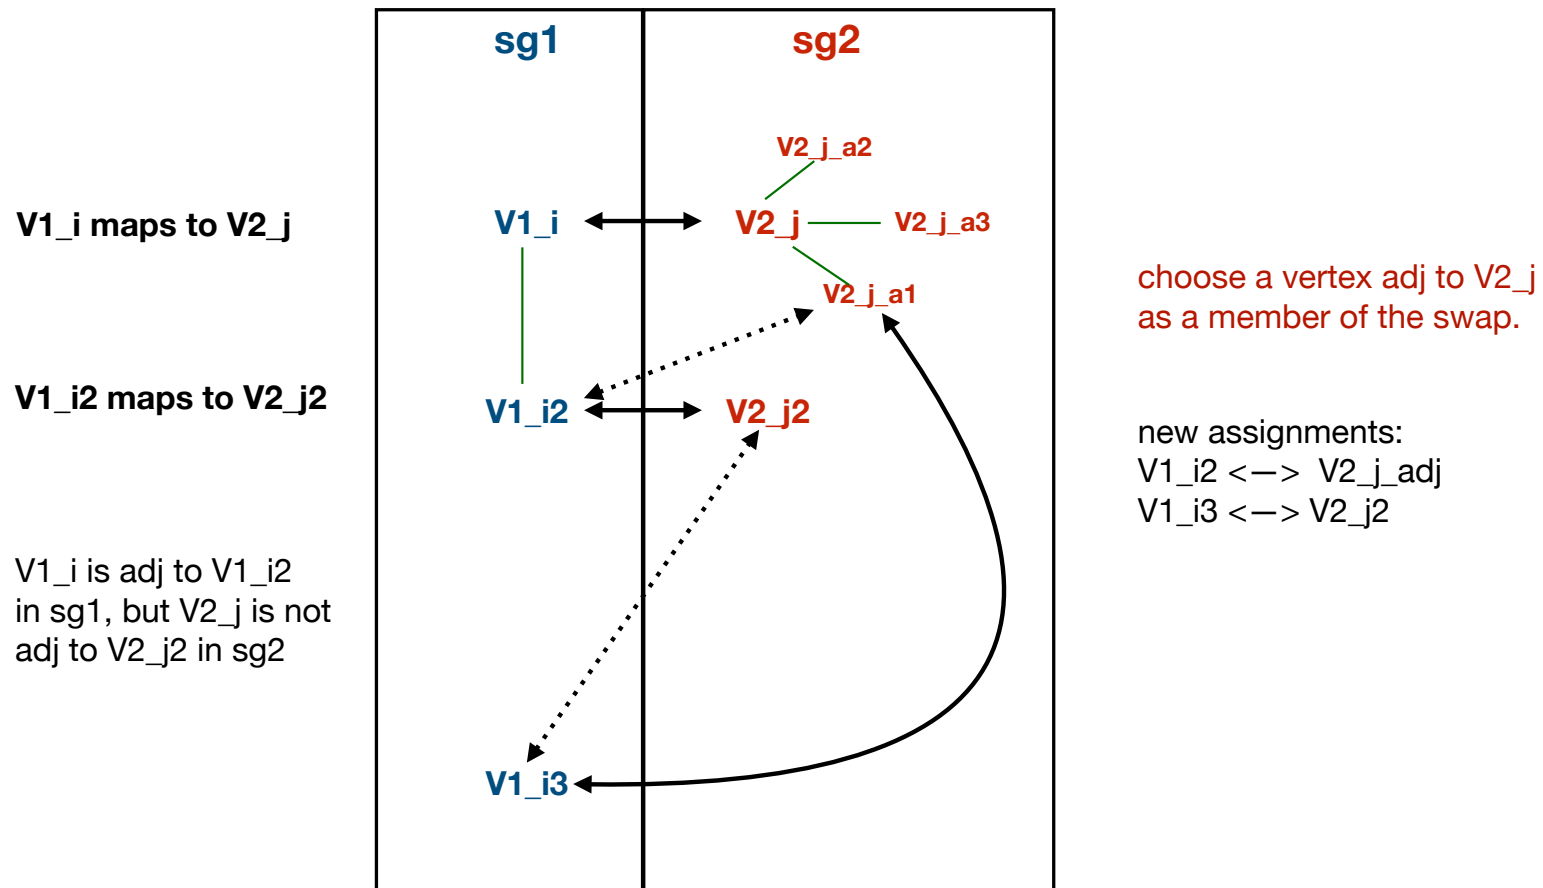 sg1
sg2
V2_j_a2
V1_i maps to V2_j
V1_i
V2_j
V2_j_a3
V2_j_a1
choose a vertex adj to V2_j
as a member of the swap.
V1_i2 maps to V2_j2
V1_i2
V2_j2
new assignments:
V1_i2 <—> V2_j_adj
V1_i3 <—> V2_j2
V1_i is adj to V1_i2
in sg1, but V2_j is not
adj to V2_j2 in sg2
V1_i3